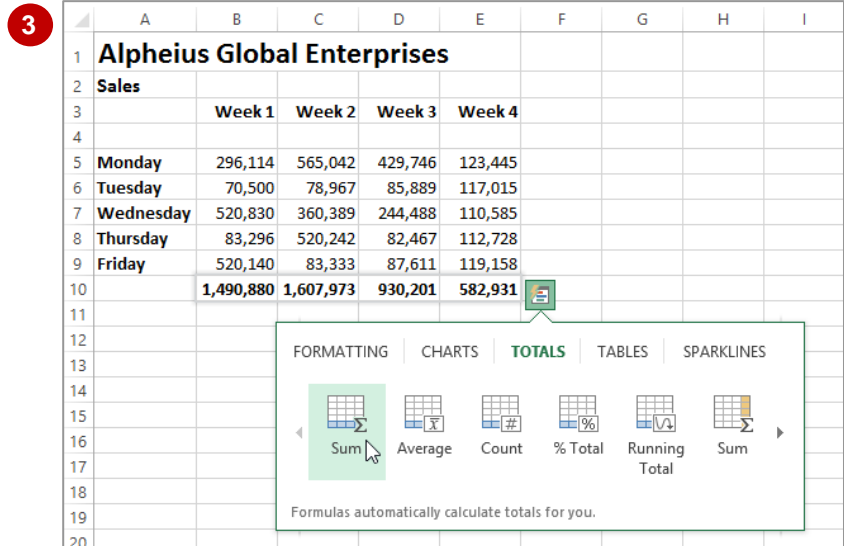 3
A B C D E F G H I
1 Alpheius Global Enterprises
2 Sales
3 Week 1 Week 2 Week 3 Week 4
4
5 Monday 296,114 565,042 429,746 123,445
6 Tuesday 70,500 78,967 85,889 117,015
7 Wednesday 520,830 360,389 244,488 110,585
8 Thursday 83,296 520,242 82,467 112,728
9 Friday 520,140 83,333 87,611 119,158
10 1,490,880 1,607,973 930,201 582,931
11
12
FORMATTING CHARTS TOTALS TABLES SPARKLINES
13
14
15
16
Sum Average Count % Total Running Total Sum
17
18
19
Formulas automatically calculate totals for you.
20